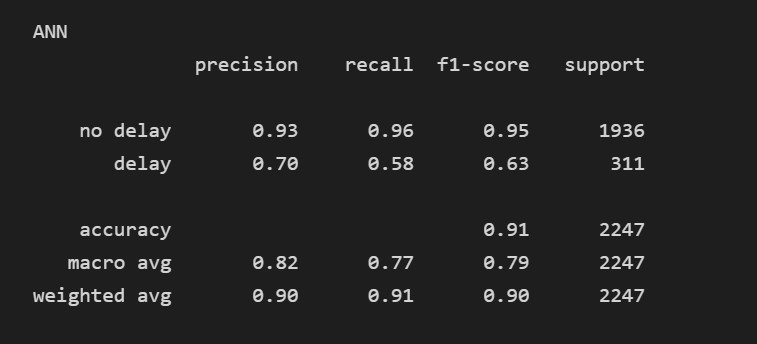 ANN
precision recall f1-score support
no delay 0.93 0.96 0.95 1936
delay 0.70 0.58 0.63 311
accuracy 0.91 2247
macro avg 0.82 0.77 0.79 2247
weighted avg 0.90 0.91 0.90 2247